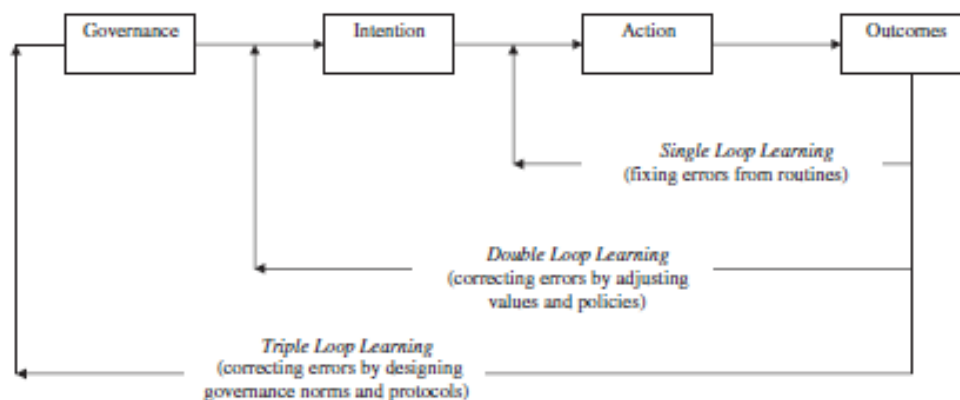 Governance
Intention
Action
Outcomes
Single Loop Learning
(fixing errors from routines)
Double Loop Learning
(correcting errors by adjusting
values and policies)
Triple Loop Learning
(correcting errors by designing
governance norms and protocols)